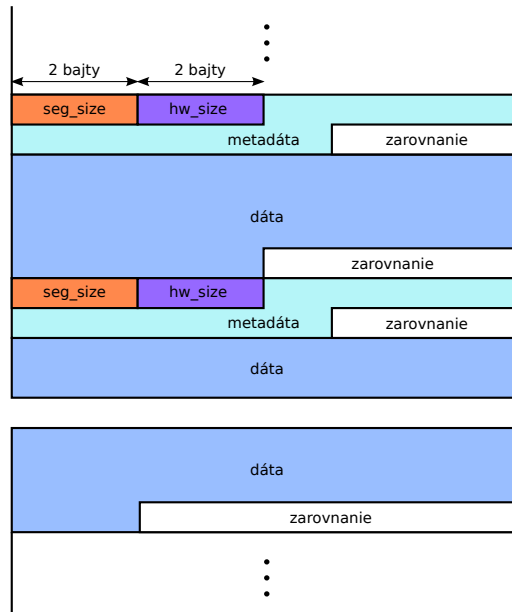 2 bajty 2 bajty
seg_size hw_size
metadáta zarovnanie
dáta
zarovnanie
seg_size hw_size
metadáta zarovnanie
dáta
dáta
zarovnanie